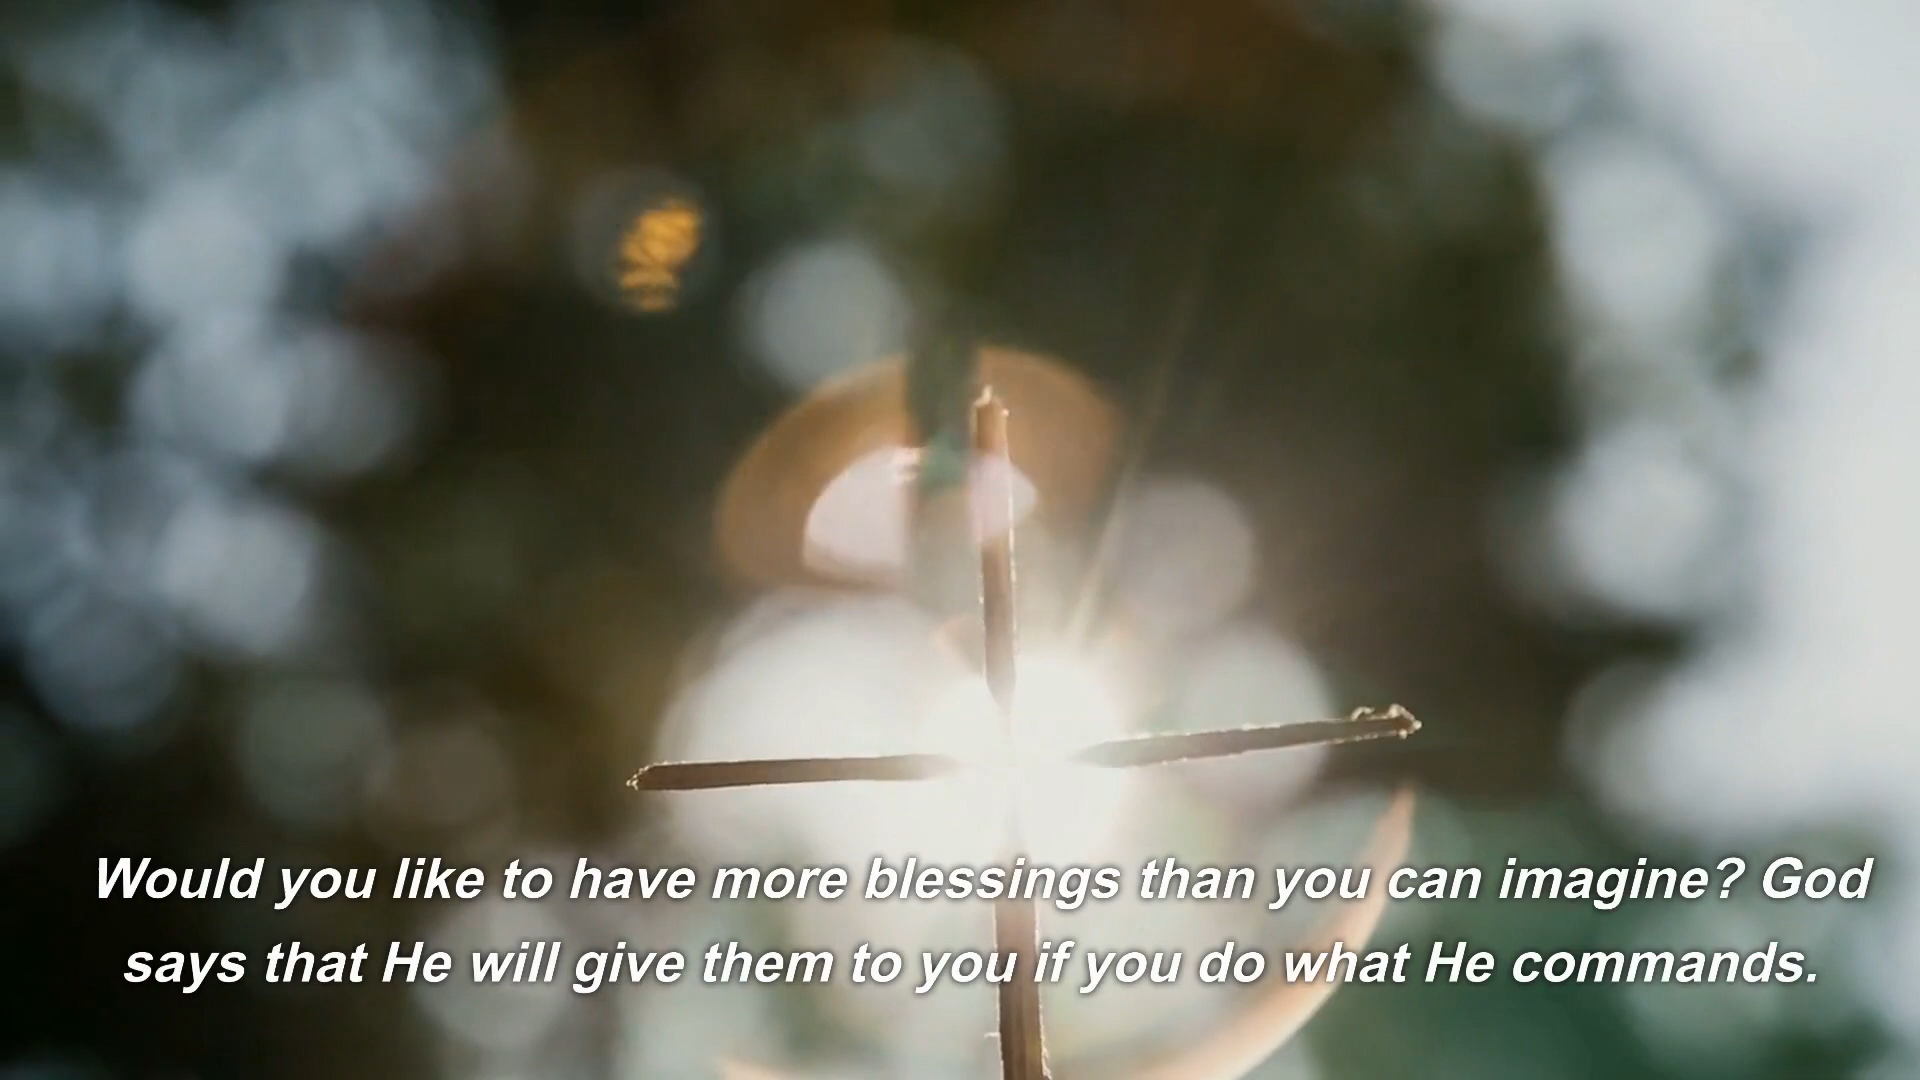 Would you like to have more blessings than you can imagine? God
says that He will give them to you if you do what He commands.